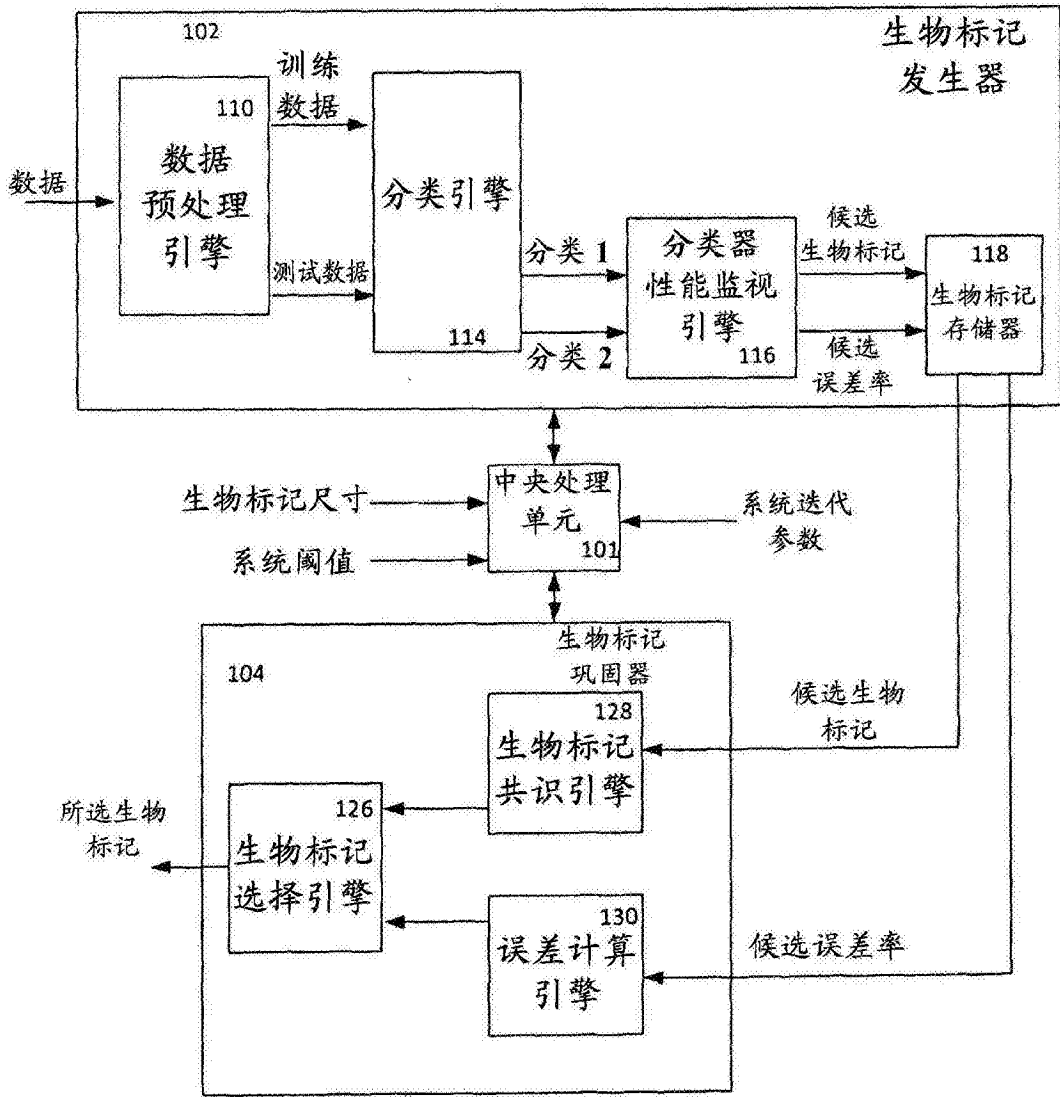 102
生物标记
发生器
110
训练
数据
数据
数据
预处理
引擎
测试数据
分类引擎
114
分类 1
分类 2
分类器
性能监视
引擎
116
候选
生物标记
候选
误差率
118
生物标记
存储器
生物标记尺寸
系统阈值
中央处理
单元
101
系统迭代
参数
104
生物标记
巩固器
128
生物标记
共识引擎
候选生物
标记
126
生物标记
选择引擎
所选生物
标记
130
误差计算
引擎
候选误差率